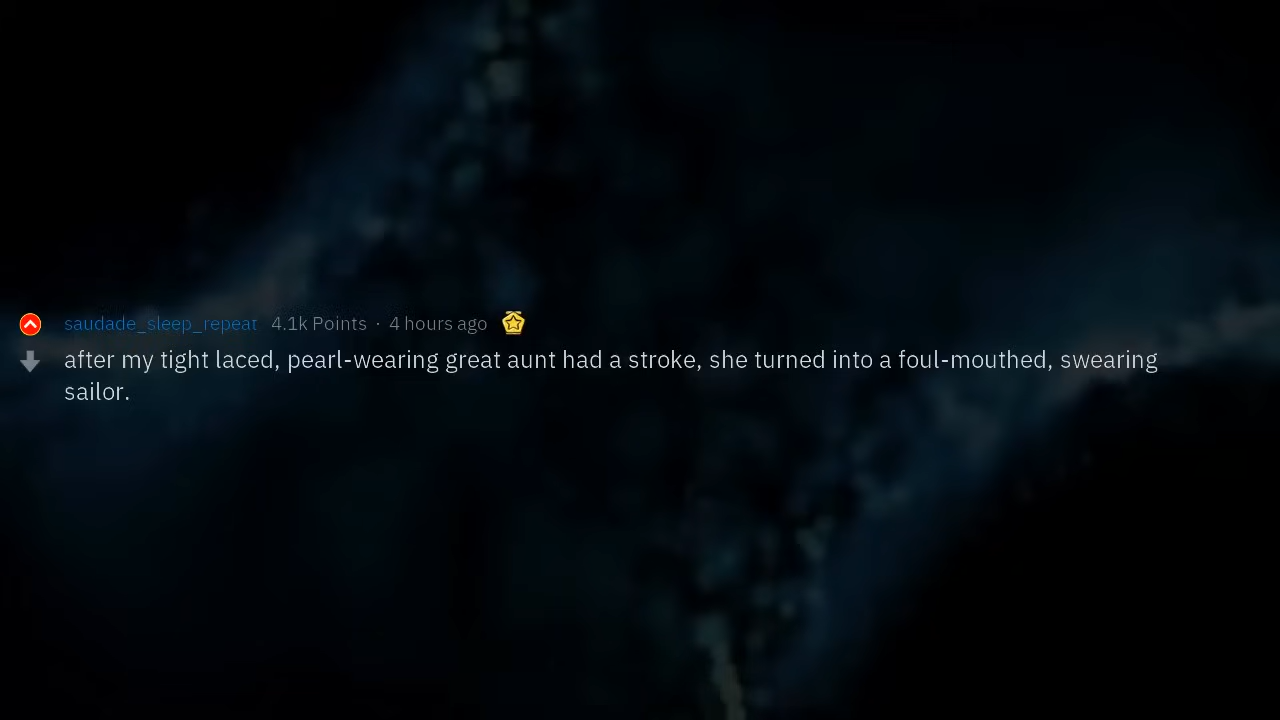 saudade_sleep_repeat 4.1k Points · 4 hours ago
after my tight laced, pearl-wearing great aunt had a stroke, she turned into a foul-mouthed, swearing
sailor.